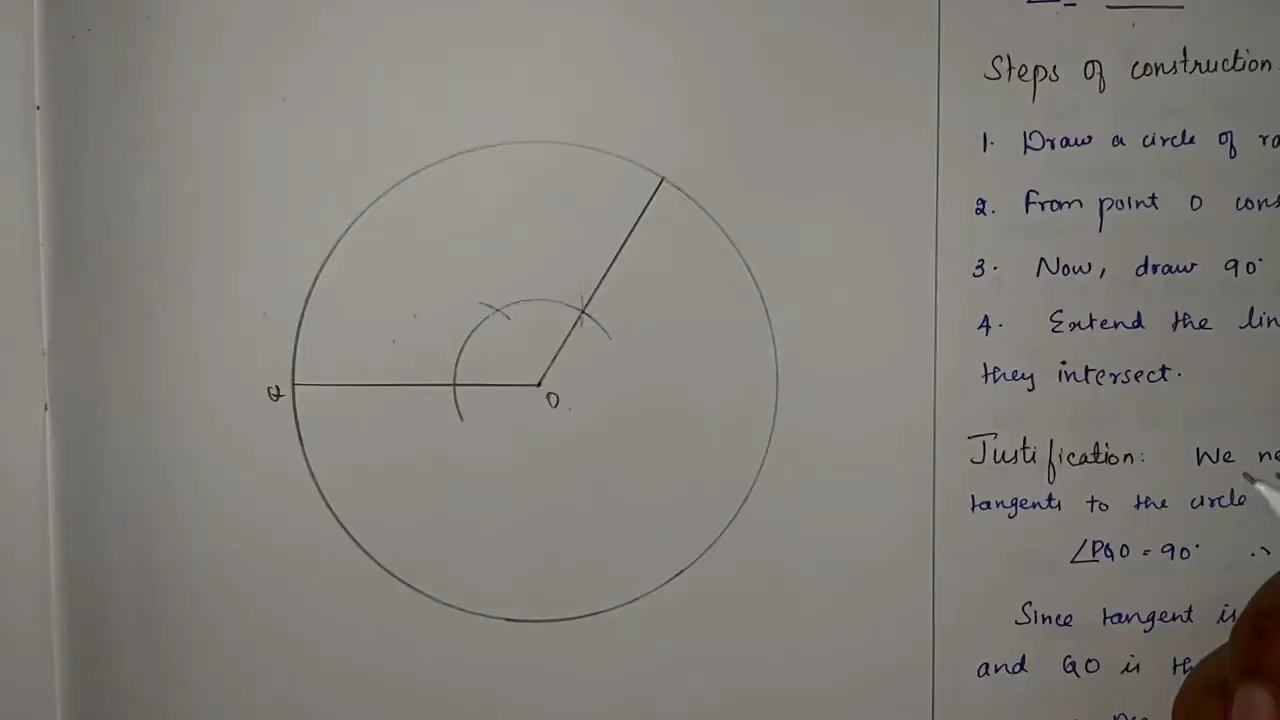 Steps of construction
1. Draw a circle of
2. From point O
3. Now, draw 90°
4. Extend the
they intersect.
Q
O
Justification: We
tangents to the circle
∠PQO = 90° ∴
Since tangent is
and QO is